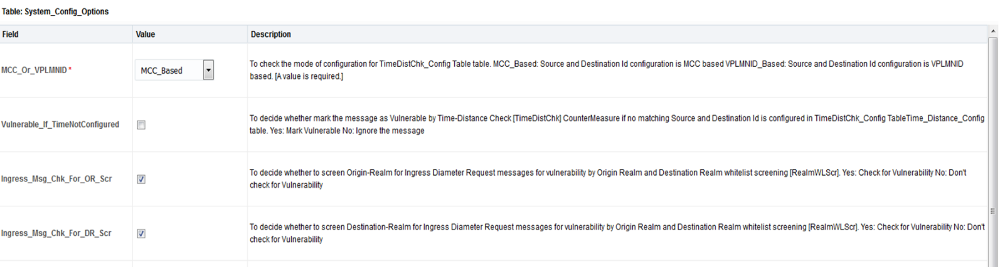 Table: System_Config_Options
Field Value Description
MCC_Or_VPLMNID * MCC_Based To check the mode of configuration for TimeDistChk_Config Table table. MCC_Based: Source and Destination Id configuration is MCC based VPLMNID_Based: Source and Destination Id configuration is VPLMNID
based. [A value is required.]
Vulnerable_If_TimeNotConfigured To decide whether mark the message as Vulnerable by Time-Distance Check [TimeDistChk] CounterMeasure if no matching Source and Destination Id is configured in TimeDistChk_Config TableTime_Distance_Config
table. Yes: Mark Vulnerable No: Ignore the message
Ingress_Msg_Chk_For_OR_Scr To decide whether to screen Origin-Realm for Ingress Diameter Request messages for vulnerability by Origin Realm and Destination Realm whitelist screening [RealmWLScr]. Yes: Check for Vulnerability No: Don't
check for Vulnerability
Ingress_Msg_Chk_For_DR_Scr To decide whether to screen Destination-Realm for Ingress Diameter Request messages for vulnerability by Origin Realm and Destination Realm whitelist screening [RealmWLScr]. Yes: Check for Vulnerability No: Don't
check for Vulnerability